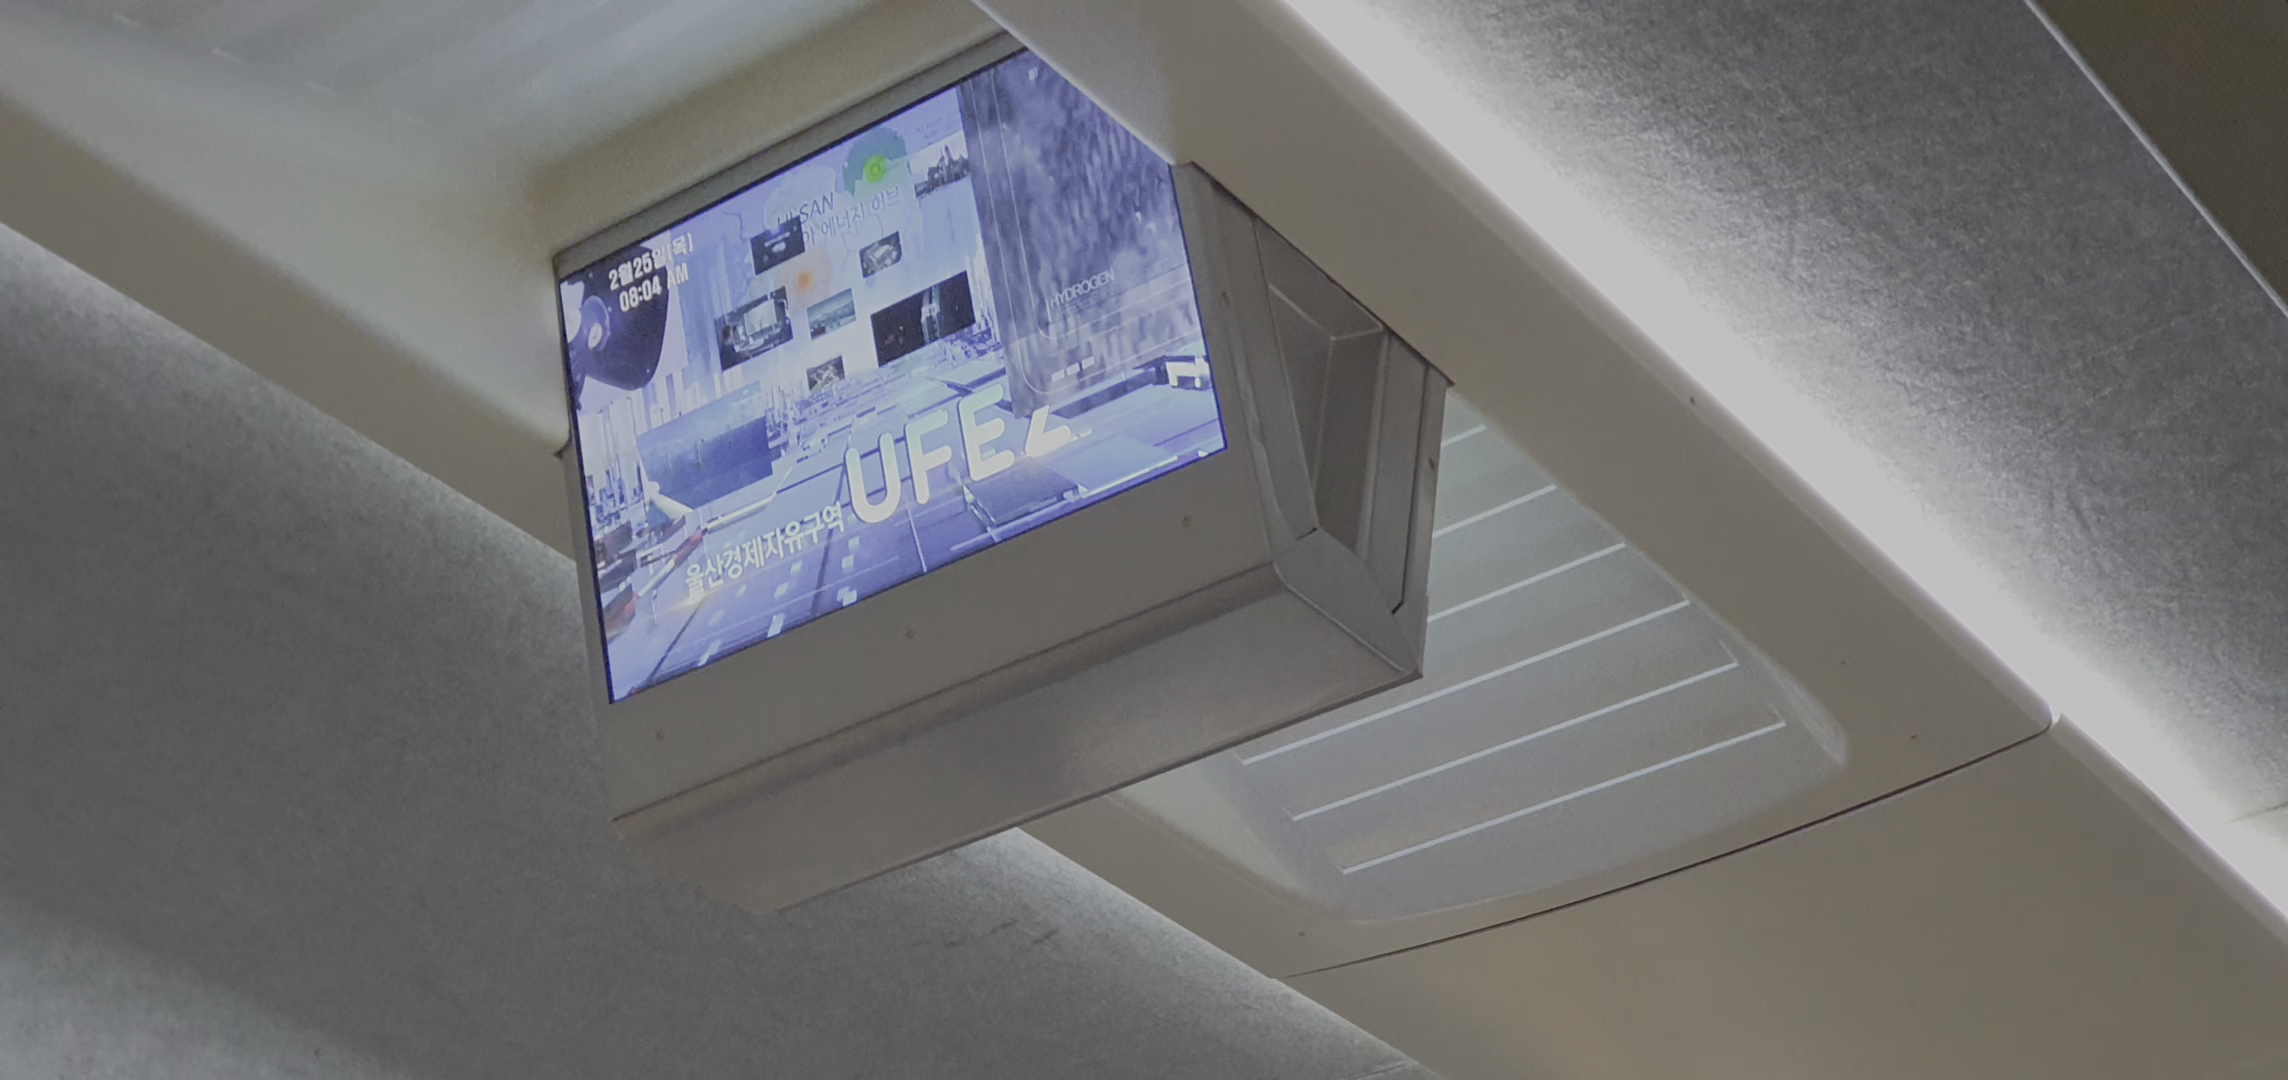 2월25일[목]
08:04 AM
ULSAN
에너지 허브
HYDROGEN
UFEZ
울산경제자유구역